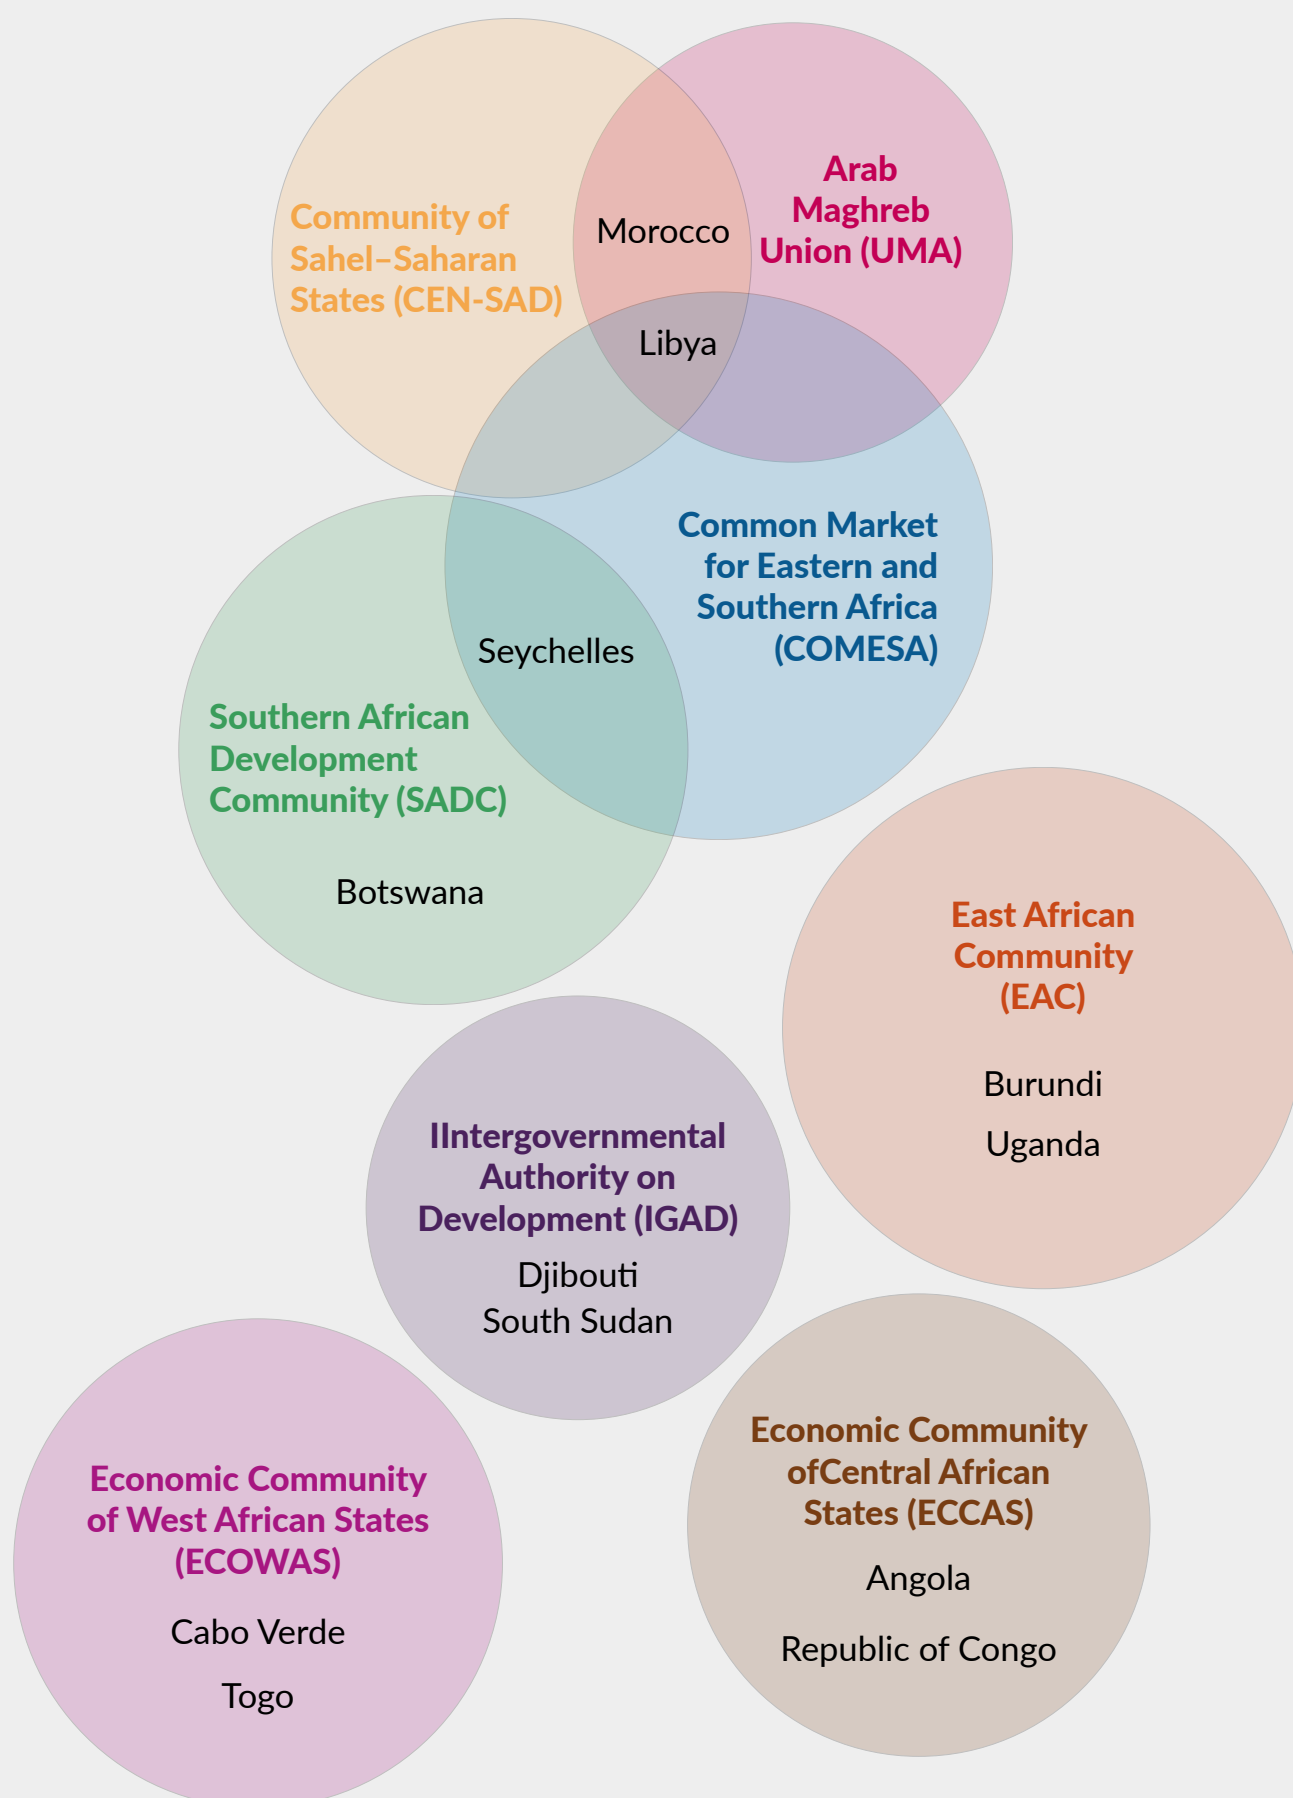 Community of
Sahel–Saharan
States (CEN-SAD)
Morocco
Arab
Maghreb
Union (UMA)
Libya
Common Market
for Eastern and
Southern Africa
(COMESA)
Seychelles
Southern African
Development
Community (SADC)
Botswana
East African
Community
(EAC)
Burundi
Uganda
IIntergovernmental
Authority on
Development (IGAD)
Djibouti
South Sudan
Economic Community
of West African States
(ECOWAS)
Cabo Verde
Togo
Economic Community
ofCentral African
States (ECCAS)
Angola
Republic of Congo